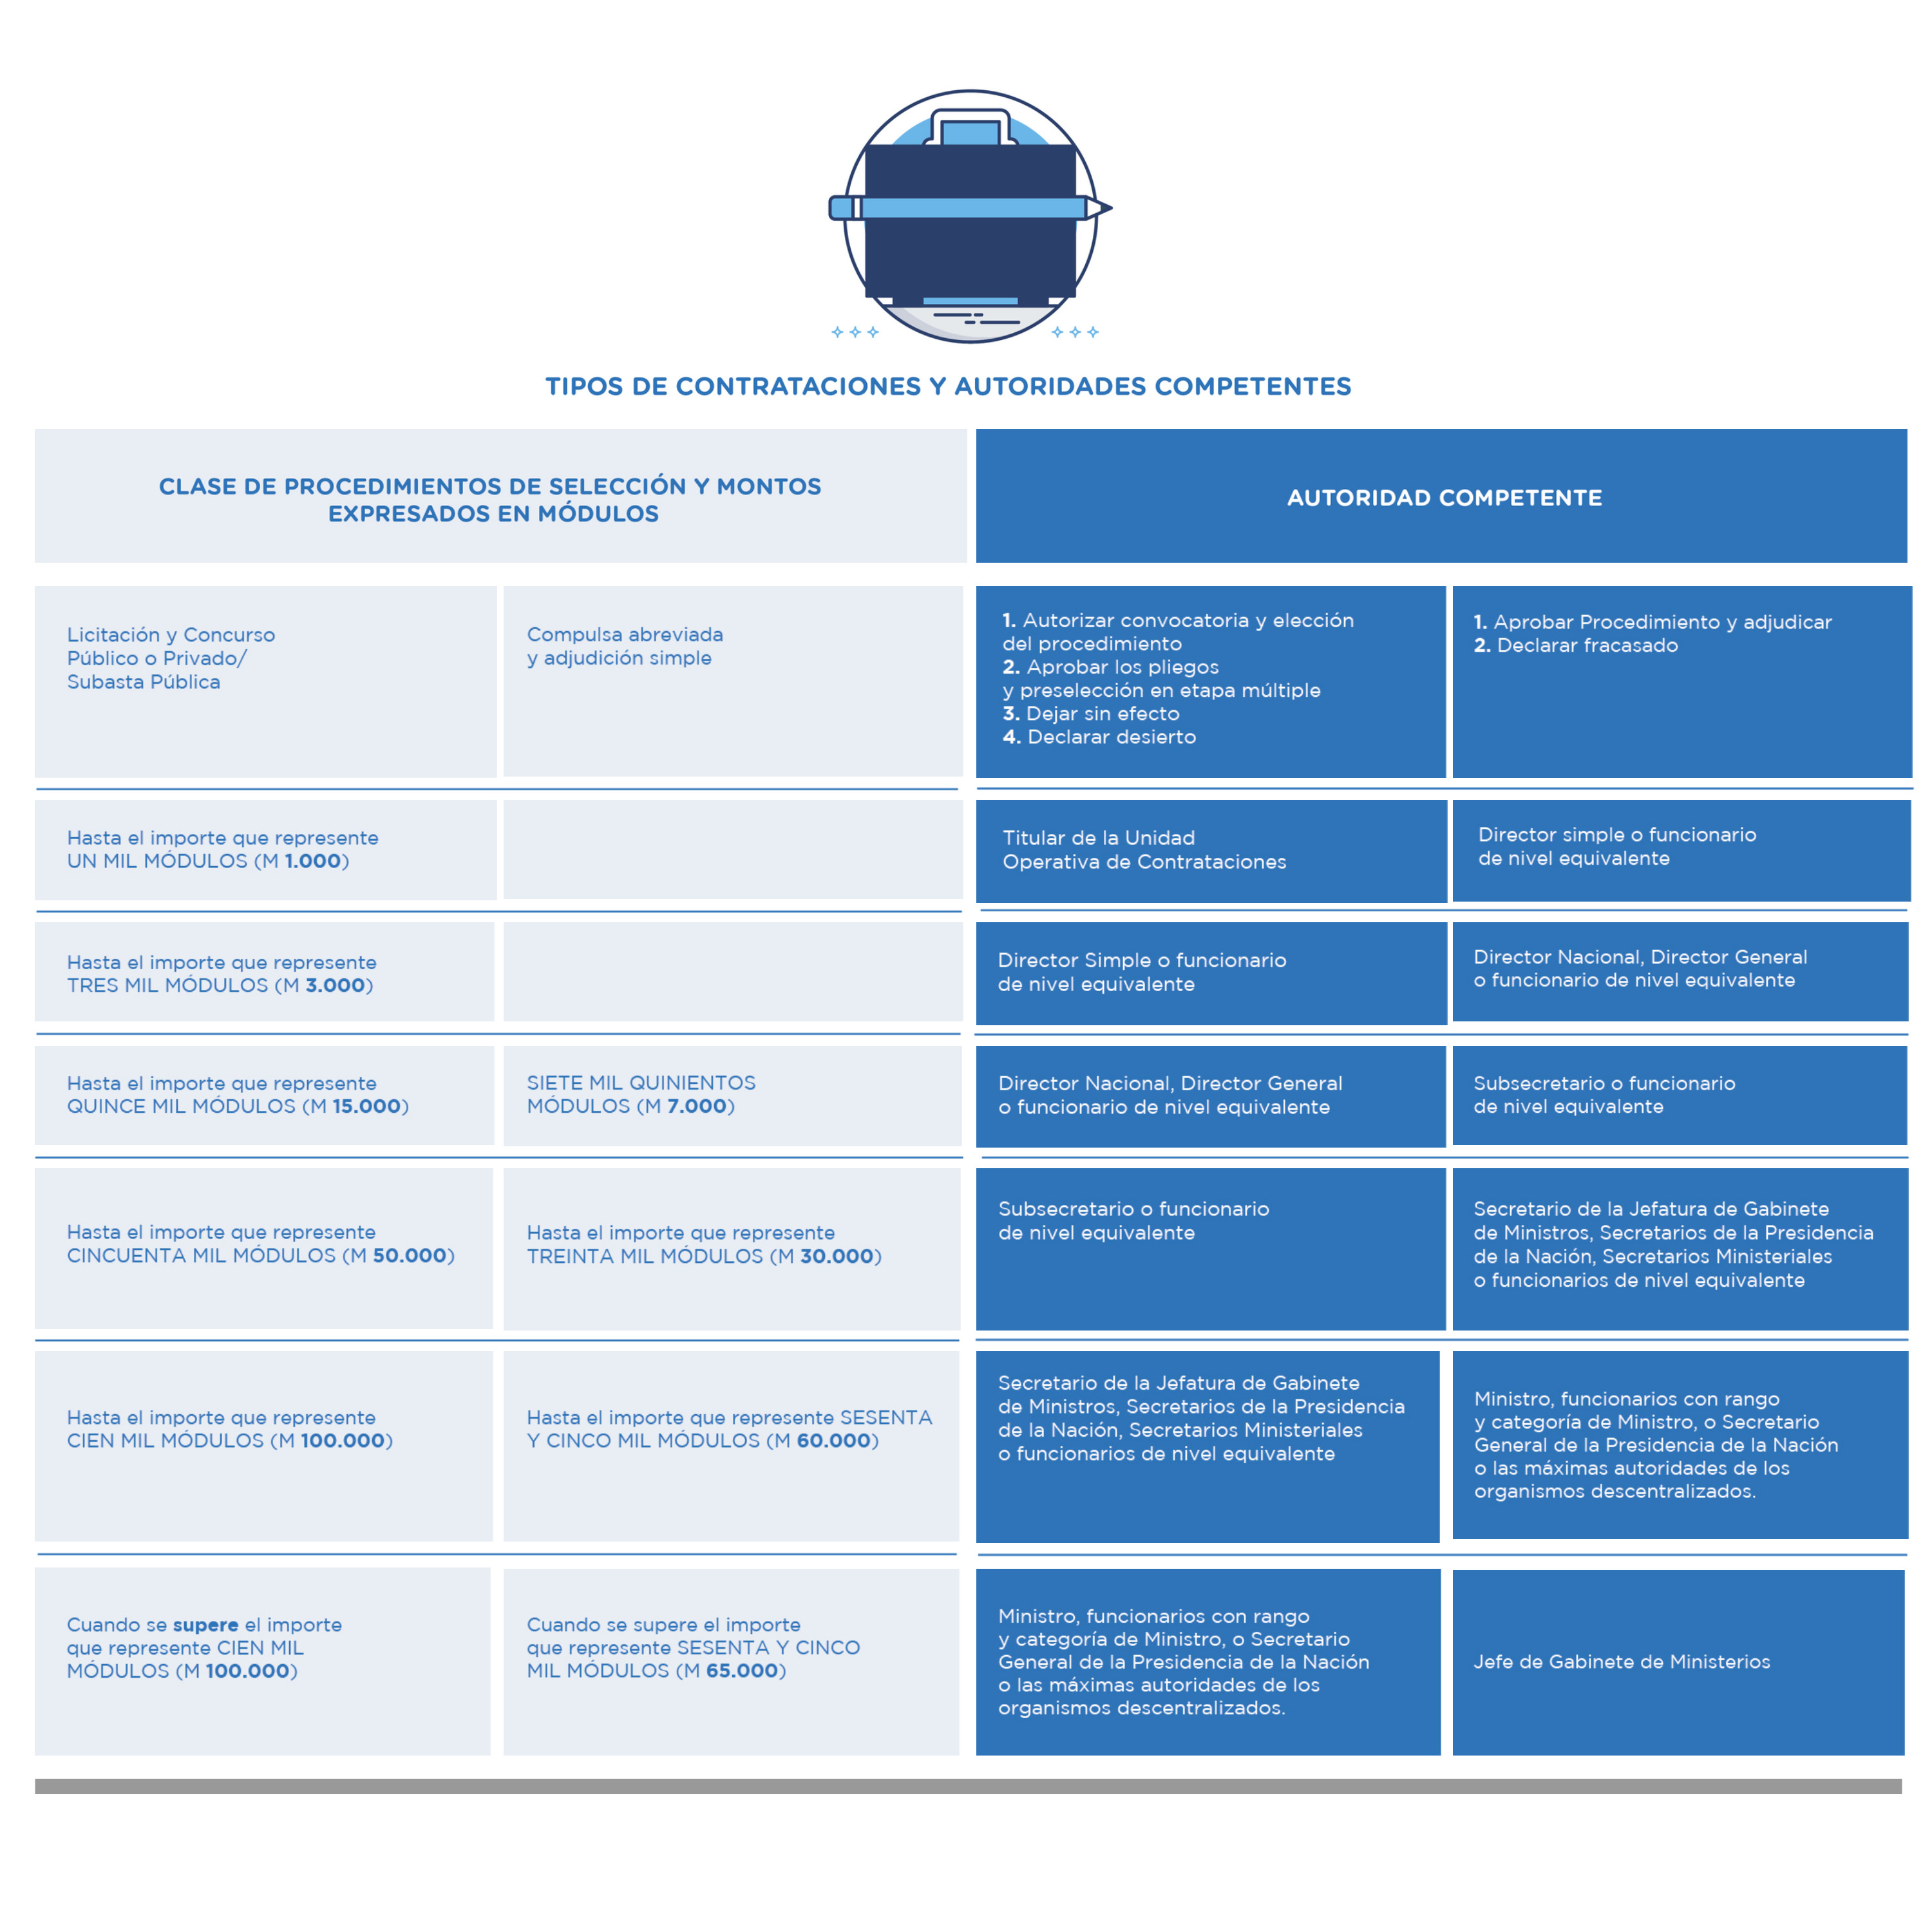 TIPOS DE CONTRATACIONES Y AUTORIDADES COMPETENTES
CLASE DE PROCEDIMIENTOS DE SELECCIÓN Y MONTOS
EXPRESADOS EN MÓDULOS
AUTORIDAD COMPETENTE
Licitación y Concurso
Público o Privado/
Subasta Pública
Compulsa abreviada
y adjudición simple
1. Autorizar convocatoria y elección
del procedimiento
2. Aprobar los pliegos
y preselección en etapa múltiple
3. Dejar sin efecto
4. Declarar desierto
1. Aprobar Procedimiento y adjudicar
2. Declarar fracasado
Hasta el importe que represente
UN MIL MÓDULOS (M 1.000)
Titular de la Unidad
Operativa de Contrataciones
Director simple o funcionario
de nivel equivalente
Hasta el importe que represente
TRES MIL MÓDULOS (M 3.000)
Director Simple o funcionario
de nivel equivalente
Director Nacional, Director General
o funcionario de nivel equivalente
Hasta el importe que represente
QUINCE MIL MÓDULOS (M 15.000)
SIETE MIL QUINIENTOS
MÓDULOS (M 7.000)
Director Nacional, Director General
o funcionario de nivel equivalente
Subsecretario o funcionario
de nivel equivalente
Hasta el importe que represente
CINCUENTA MIL MÓDULOS (M 50.000)
Hasta el importe que represente
TREINTA MIL MÓDULOS (M 30.000)
Subsecretario o funcionario
de nivel equivalente
Secretario de la Jefatura de Gabinete
de Ministros, Secretarios de la Presidencia
de la Nación, Secretarios Ministeriales
o funcionarios de nivel equivalente
Hasta el importe que represente
CIEN MIL MÓDULOS (M 100.000)
Hasta el importe que represente SESENTA
Y CINCO MIL MÓDULOS (M 60.000)
Secretario de la Jefatura de Gabinete
de Ministros, Secretarios de la Presidencia
de la Nación, Secretarios Ministeriales
o funcionarios de nivel equivalente
Ministro, funcionarios con rango
y categoría de Ministro, o Secretario
General de la Presidencia de la Nación
o las máximas autoridades de los
organismos descentralizados.
Cuando se supere el importe
que represente CIEN MIL
MÓDULOS (M 100.000)
Cuando se supere el importe
que represente SESENTA Y CINCO
MIL MÓDULOS (M 65.000)
Ministro, funcionarios con rango
y categoría de Ministro, o Secretario
General de la Presidencia de la Nación
o las máximas autoridades de los
organismos descentralizados.
Jefe de Gabinete de Ministerios